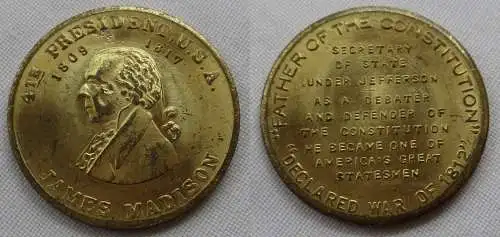 4TH PRESIDENT U.S.A.
1809 1817
JAMES MADISON
"FATHER OF THE CONSTITUTION"
SECRETARY
OF STATE
UNDER JEFFERSON
AS A DEBATER
AND DEFENDER OF
THE CONSTITUTION
HE BECAME ONE OF
AMERICA'S GREAT
STATESMEN
"DECLARED WAR OF 1812"